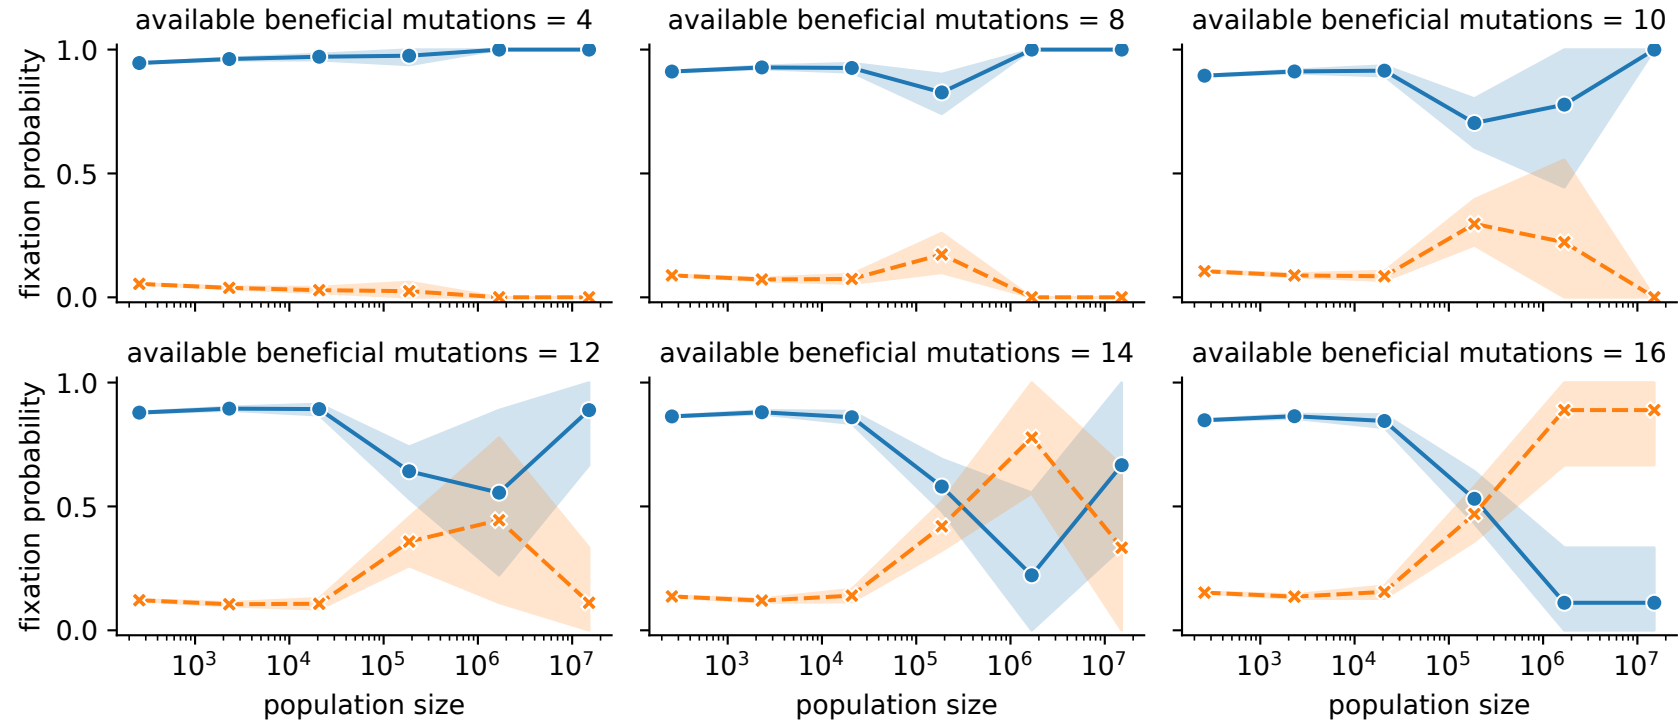 available beneficial mutations = 4
available beneficial mutations = 8
available beneficial mutations = 10
fixation probability
1.0
0.5
0.0
available beneficial mutations = 12
available beneficial mutations = 14
available beneficial mutations = 16
fixation probability
1.0
0.5
0.0
10³ 10⁴ 10⁵ 10⁶ 10⁷
10³ 10⁴ 10⁵ 10⁶ 10⁷
10³ 10⁴ 10⁵ 10⁶ 10⁷
population size
population size
population size